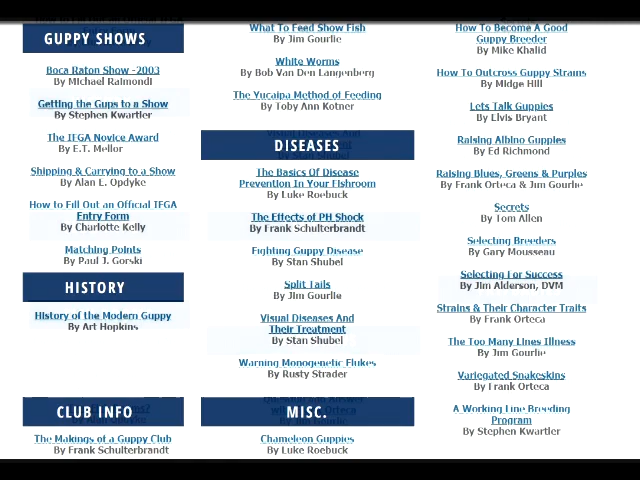 GUPPY SHOWS
Boca Raton Show -2003
By Michael Raimondi
Getting the Gups to a Show
By Stephen Kwartler
The IFGA Novice Award
By E.T. Mellor
Shipping & Carrying to a Show
By Alan L. Opdyke
How to Fill Out an Official IFGA
Entry Form
By Charlotte Kelly
Matching Points
By Paul J. Gorski
HISTORY
History of the Modern Guppy
By Art Hopkins
CLUB INFO
The Makings of a Guppy Club
By Frank Schulterbrandt
What To Feed Show Fish
By Jim Gourlie
White Worms
By Bob Van Den Langenberg
The Yucaipa Method of Feeding
By Toby Ann Kotner
DISEASES
The Basics Of Disease
Prevention In Your Fishroom
By Luke Roebuck
The Effects of PH Shock
By Frank Schulterbrandt
Fighting Guppy Disease
By Stan Shubel
Split Tails
By Jim Gourlie
Visual Diseases And
Their Treatment
By Stan Shubel
Warning Monogenetic Flukes
By Rusty Strader
MISC.
Chameleon Guppies
By Luke Roebuck
How To Become A Good
Guppy Breeder
By Mike Khalid
How To Outcross Guppy Strains
By Midge Hill
Lets Talk Guppies
By Elvis Bryant
Raising Albino Guppies
By Ed Richmond
Raising Blues, Greens & Purples
By Frank Orteca & Jim Gourlie
Secrets
By Tom Allen
Selecting Breeders
By Gary Mousseau
Selecting For Success
By Jim Alderson, DVM
Strains & Their Character Traits
By Frank Orteca
The Too Many Lines Illness
By Jim Gourlie
Variegated Snakeskins
By Frank Orteca
A Working Line Breeding
Program
By Stephen Kwartler